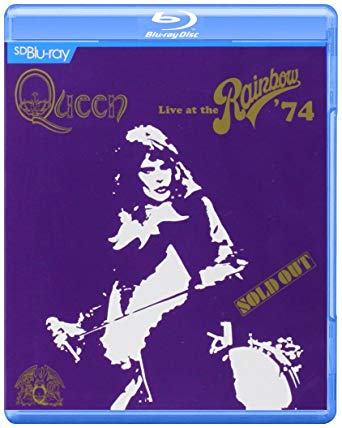 Blu-ray Disc
SD Blu-ray
Queen
Live at the Rainbow '74
SOLD OUT